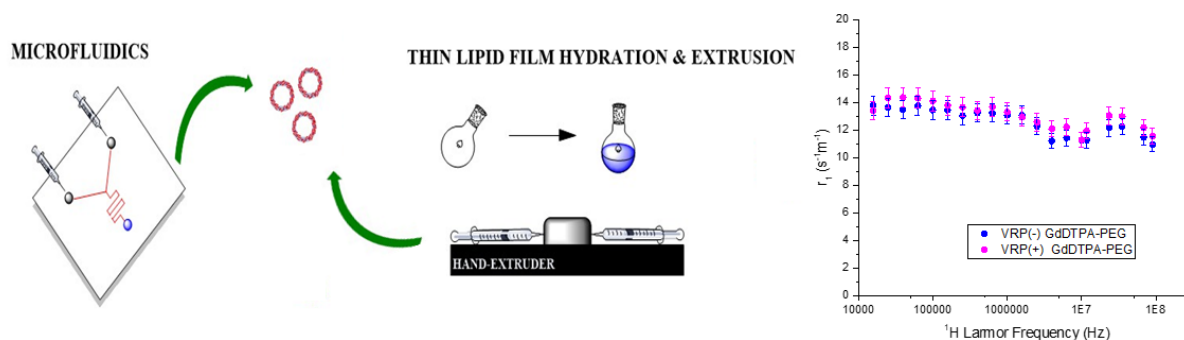 MICROFLUIDICS
THIN LIPID FILM HYDRATION & EXTRUSION
HAND-EXTRUDER
20
18
16
14
12
10
8
6
4
2
0
r₁ (s⁻¹m⁻¹)
VRP(-) GdDTPA-PEG
VRP(+) GdDTPA-PEG
10000 100000 1000000 1E7 1E8
¹H Larmor Frequency (Hz)